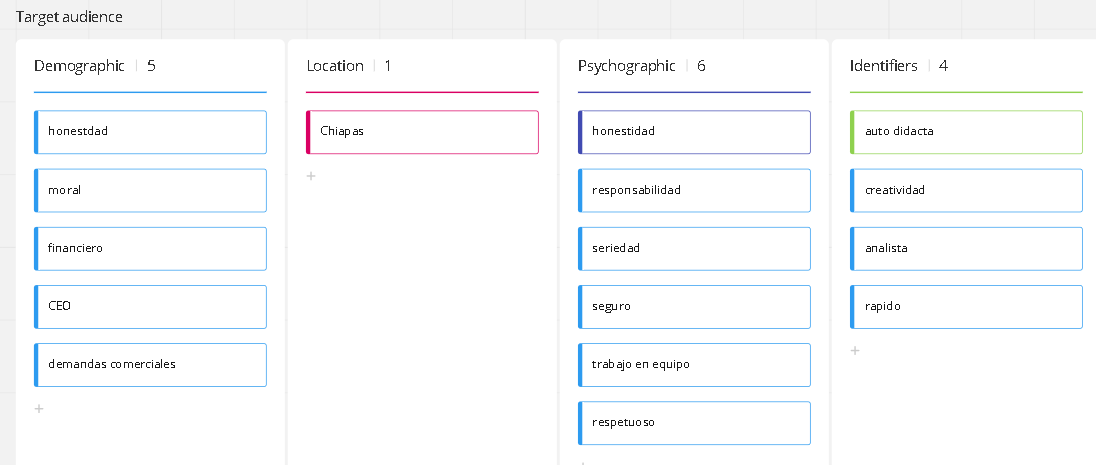 Target audience
Demographic | 5
honestdad
moral
financiero
CEO
demandas comerciales
+
Location | 1
Chiapas
+
Psychographic | 6
honestidad
responsabilidad
seriedad
seguro
trabajo en equipo
respetuoso
Identifiers | 4
auto didacta
creatividad
analista
rapido
+